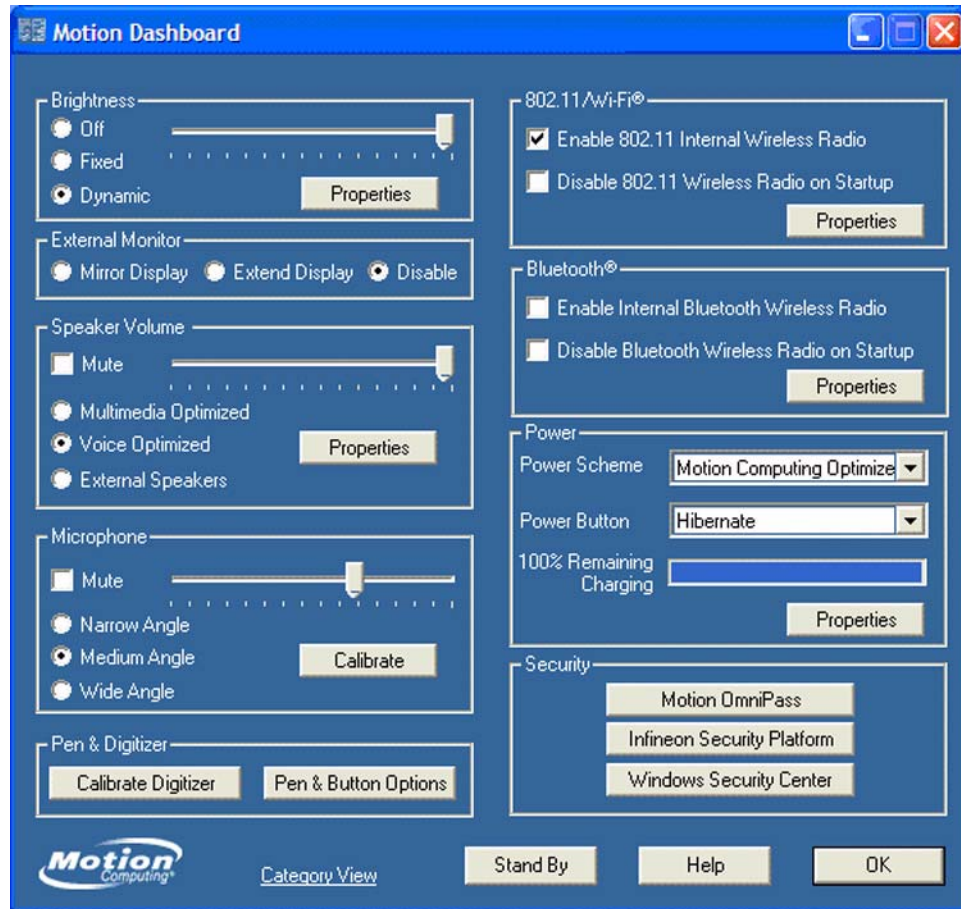 Motion Dashboard
Brightness
Off
Fixed
Dynamic
Properties
External Monitor
Mirror Display Extend Display Disable
Speaker Volume
Mute
Multimedia Optimized
Voice Optimized
Properties
External Speakers
Microphone
Mute
Narrow Angle
Medium Angle
Calibrate
Wide Angle
Pen & Digitizer
Calibrate Digitizer Pen & Button Options
802.11/Wi-Fi®
Enable 802.11 Internal Wireless Radio
Disable 802.11 Wireless Radio on Startup
Properties
Bluetooth®
Enable Internal Bluetooth Wireless Radio
Disable Bluetooth Wireless Radio on Startup
Properties
Power
Power Scheme Motion Computing Optimize
Power Button Hibernate
100% Remaining
Charging
Properties
Security
Motion OmniPass
Infineon Security Platform
Windows Security Center
Motion
Computing®
Category View
Stand By
Help
OK